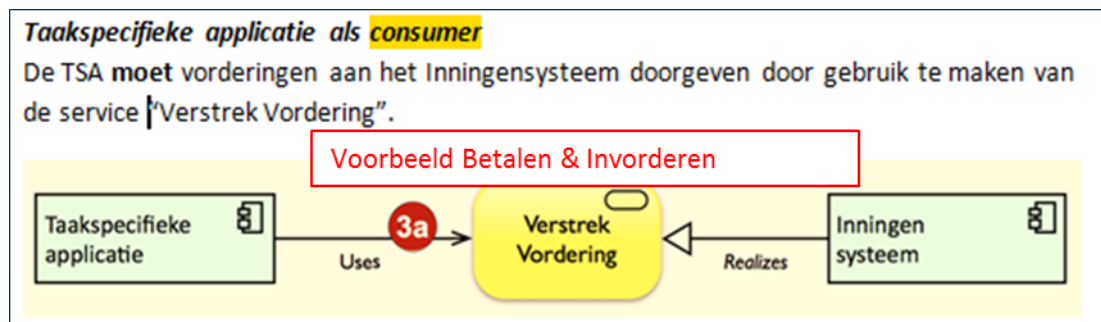 Taakspecifieke applicatie als consumer
De TSA moet vorderingen aan het Inningensysteem doorgeven door gebruik te maken van
de service “Verstrek Vordering”.
Voorbeeld Betalen & Invorderen
Taakspecifieke
applicatie
3a
Uses
Verstrek
Vordering
Realizes
Inningen
systeem